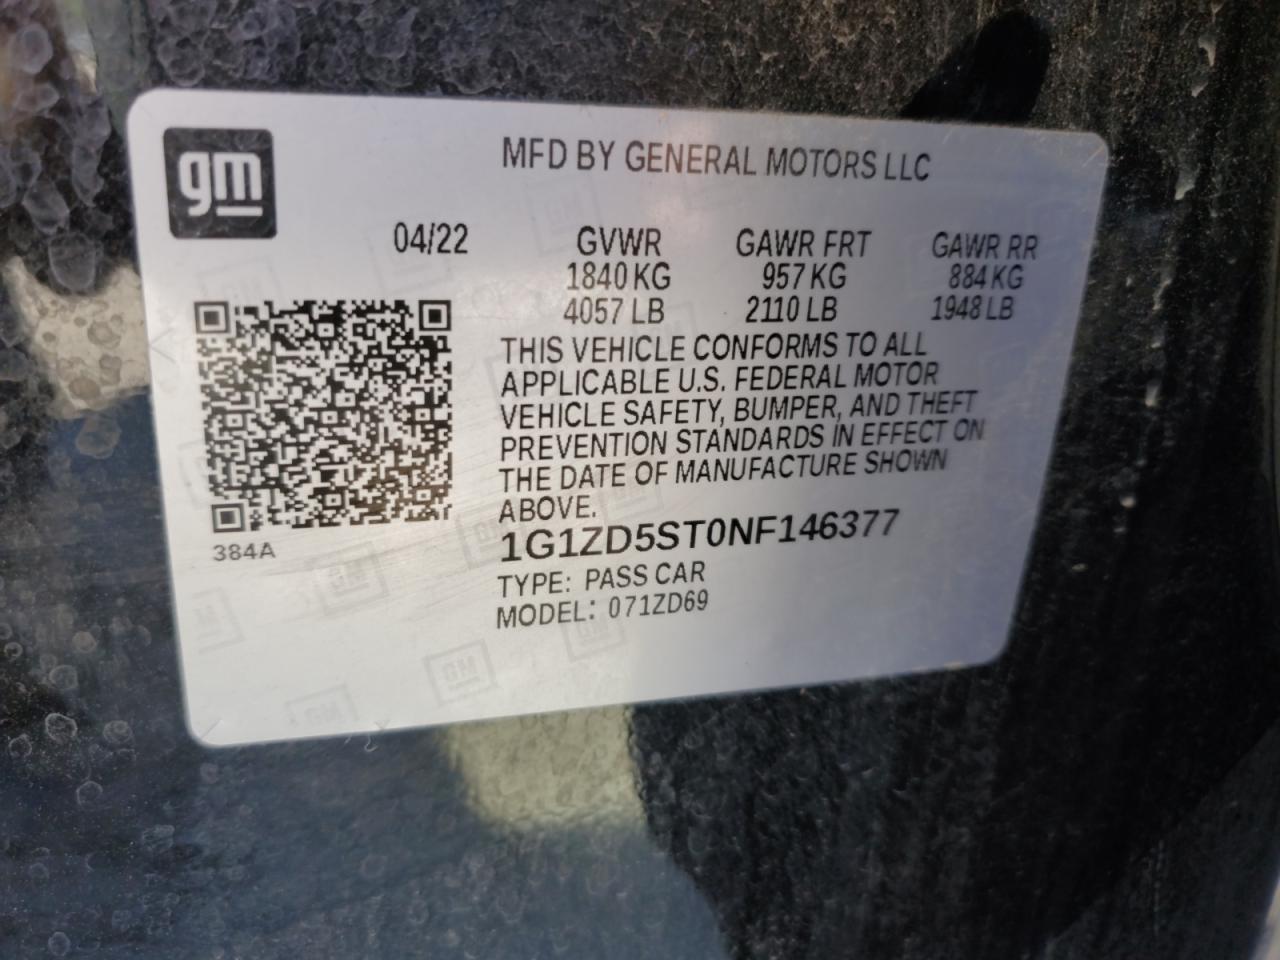 gm
MFD BY GENERAL MOTORS LLC
04/22 GVWR GAWR FRT GAWR RR
1840 KG 957 KG 884 KG
4057 LB 2110 LB 1948 LB
THIS VEHICLE CONFORMS TO ALL
APPLICABLE U.S. FEDERAL MOTOR
VEHICLE SAFETY, BUMPER, AND THEFT
PREVENTION STANDARDS IN EFFECT ON
THE DATE OF MANUFACTURE SHOWN
ABOVE.
384A
1G1ZD5ST0NF146377
TYPE: PASS CAR
MODEL: 071ZD69